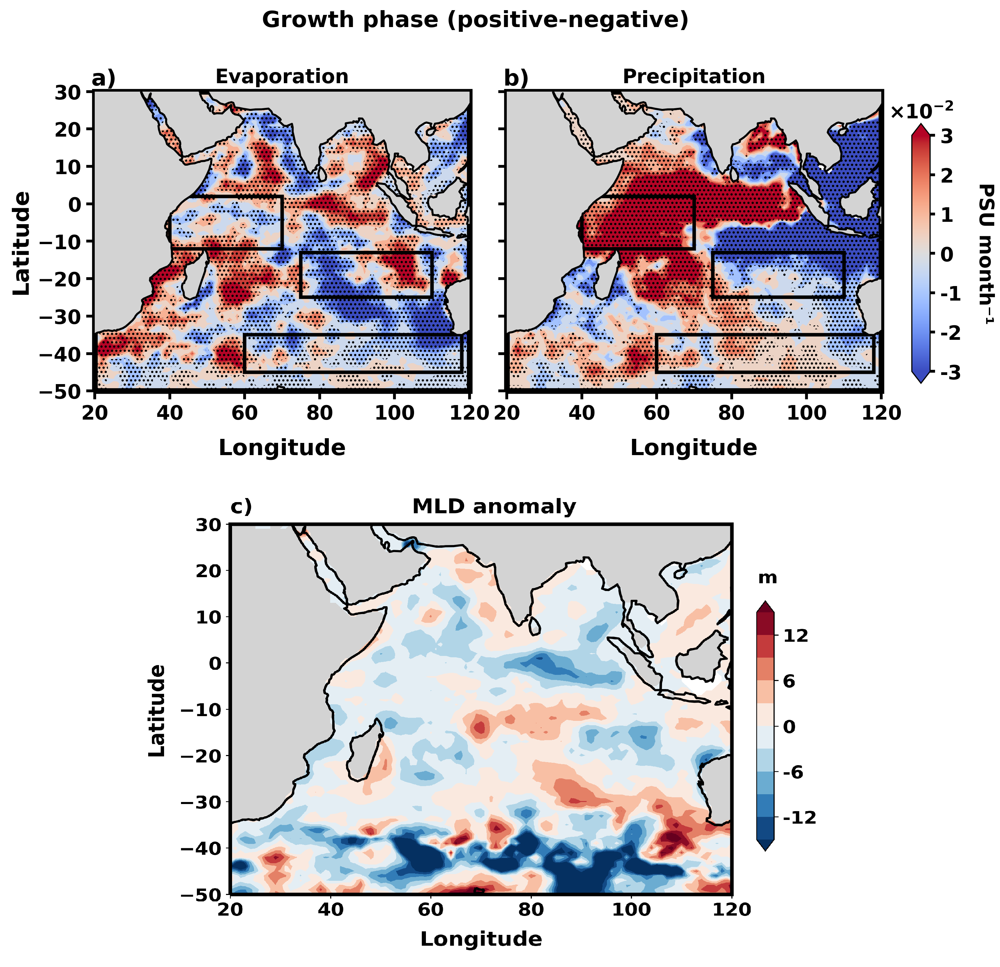 Growth phase (positive-negative)
a) Evaporation
b) Precipitation
30
20
10
0
−10
−20
−30
−40
−50
Latitude
20 40 60 80 100 120
20 40 60 80 100 120
Longitude
Longitude
×10⁻²
3
2
1
0
-1
-2
-3
PSU month⁻¹
c) MLD anomaly
30
20
10
0
−10
−20
−30
−40
−50
Latitude
20 40 60 80 100 120
Longitude
m
12
6
0
-6
-12